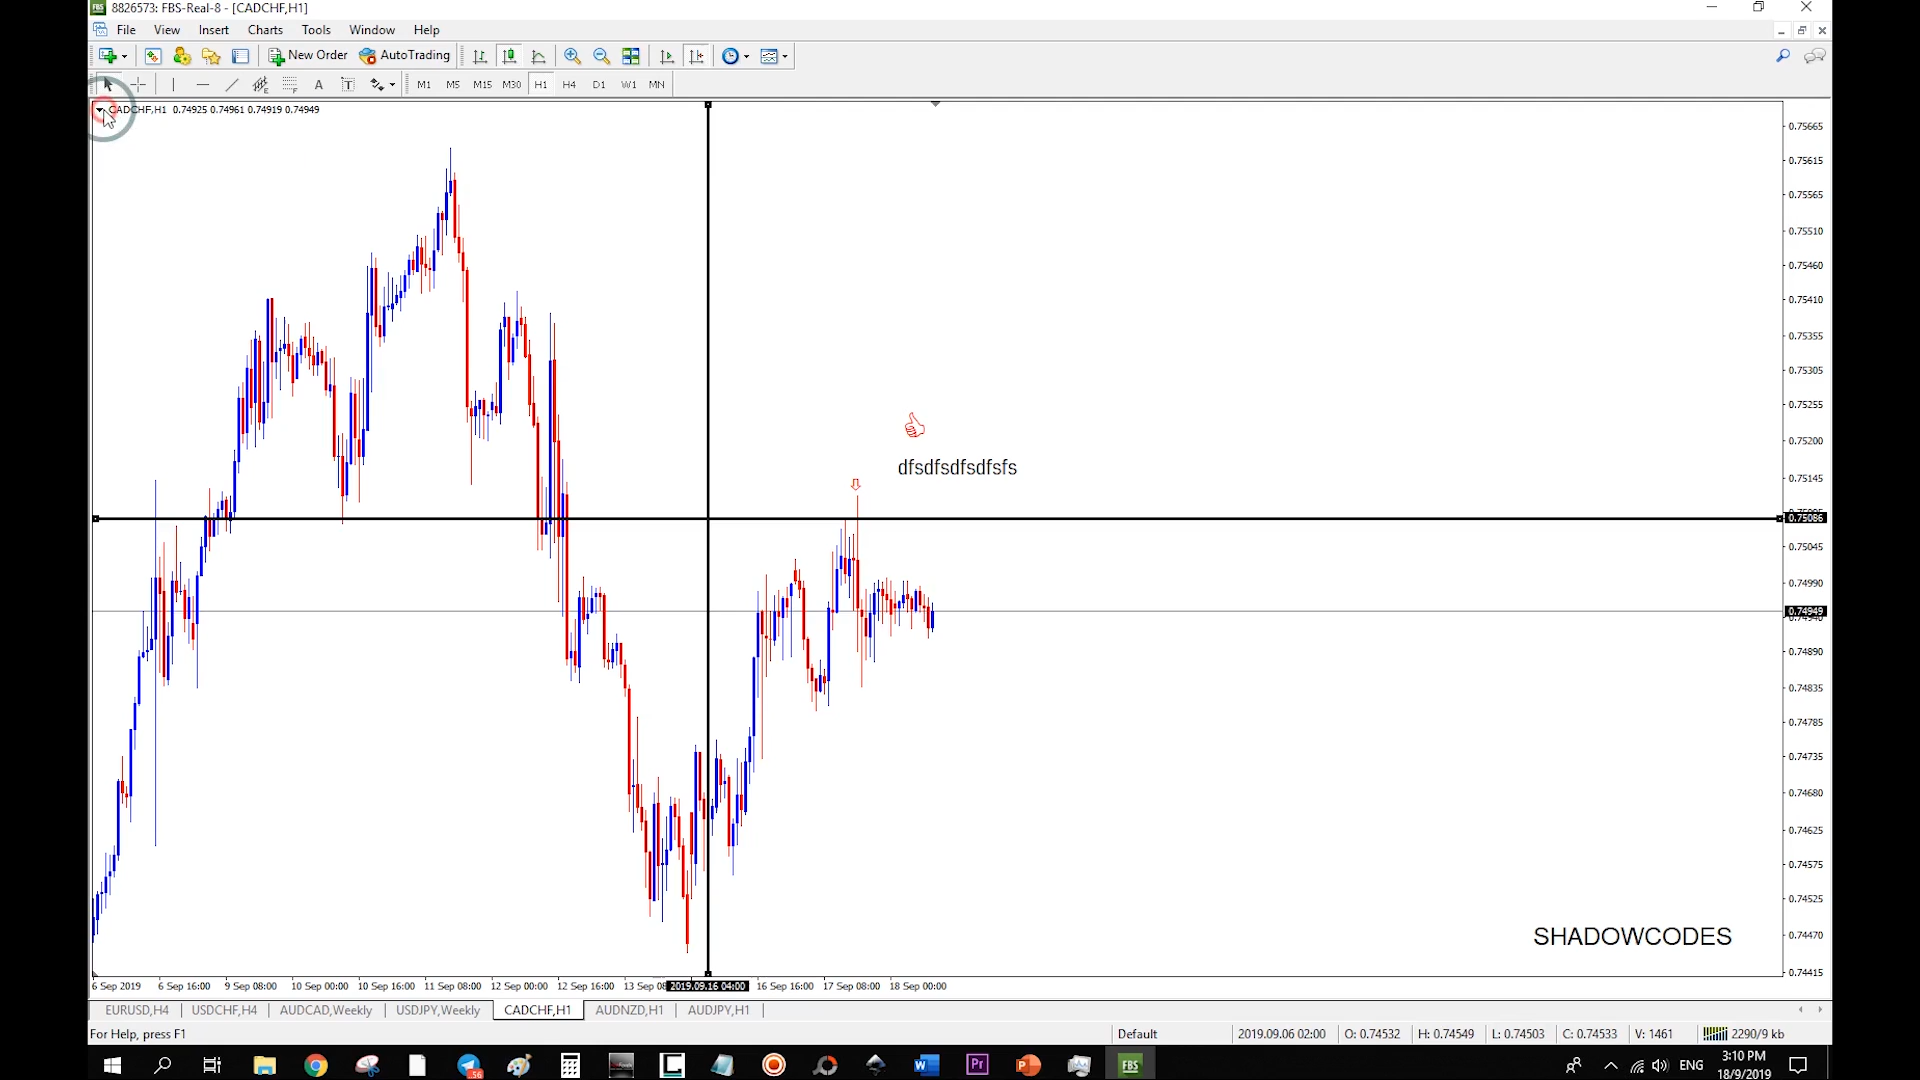 FBS 8826573: FBS-Real-8 - [CADCHF,H1]
File View Insert Charts Tools Window Help
New Order AutoTrading
A T M1 M5 M15 M30 H1 H4 D1 W1 MN
CADCHF,H1 0.74925 0.74961 0.74919 0.74949
0.75665
0.75615
0.75565
0.75510
0.75460
0.75410
0.75355
0.75305
0.75255
0.75200
0.75145
0.75086
0.75045
0.74990
0.74949
0.74940
0.74890
0.74835
0.74785
0.74735
0.74680
0.74625
0.74575
0.74525
0.74470
0.74415
dfsdfsdfsdfsfs
SHADOWCODES
6 Sep 2019 6 Sep 16:00 9 Sep 08:00 10 Sep 00:00 10 Sep 16:00 11 Sep 08:00 12 Sep 00:00 12 Sep 16:00 13 Sep 08 2019.09.16 04:00 16 Sep 16:00 17 Sep 08:00 18 Sep 00:00
EURUSD,H4 USDCHF,H4 AUDCAD,Weekly USDJPY,Weekly CADCHF,H1 AUDNZD,H1 AUDJPY,H1
For Help, press F1 Default 2019.09.06 02:00 O: 0.74532 H: 0.74549 L: 0.74503 C: 0.74533 V: 1461 2290/9 kb
56 FBS ENG 3:10 PM
18/9/2019